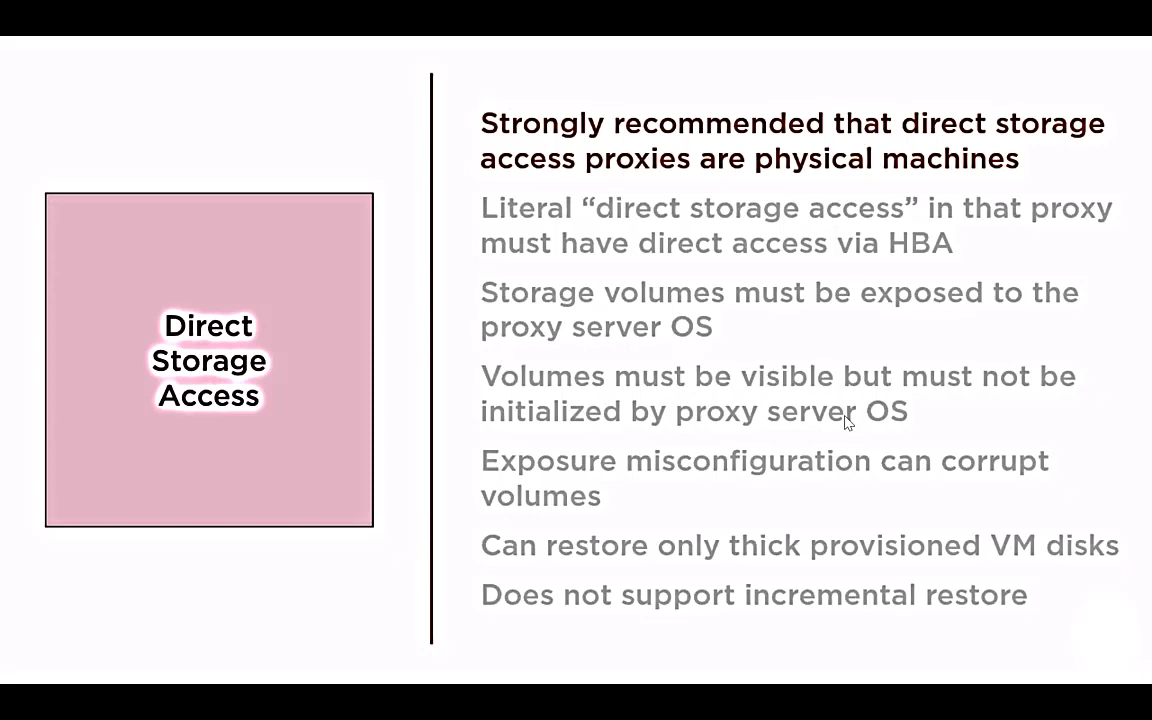 Direct
Storage
Access
Strongly recommended that direct storage
access proxies are physical machines
Literal “direct storage access” in that proxy
must have direct access via HBA
Storage volumes must be exposed to the
proxy server OS
Volumes must be visible but must not be
initialized by proxy server OS
Exposure misconfiguration can corrupt
volumes
Can restore only thick provisioned VM disks
Does not support incremental restore